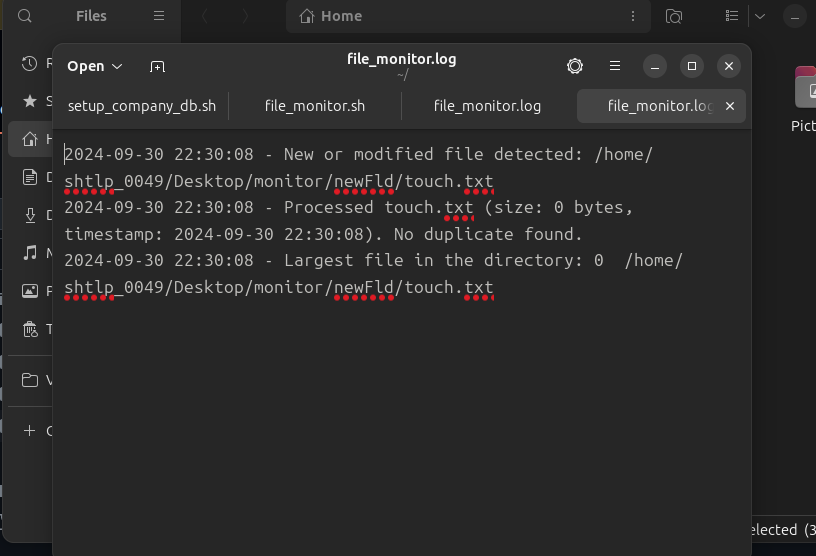 Files
Home
Open
file_monitor.log
~/
setup_company_db.sh
file_monitor.sh
file_monitor.log
file_monitor.log
2024-09-30 22:30:08 - New or modified file detected: /home/
shtlp_0049/Desktop/monitor/newFld/touch.txt
2024-09-30 22:30:08 - Processed touch.txt (size: 0 bytes,
timestamp: 2024-09-30 22:30:08). No duplicate found.
2024-09-30 22:30:08 - Largest file in the directory: 0  /home/
shtlp_0049/Desktop/monitor/newFld/touch.txt
Pict
elected (3